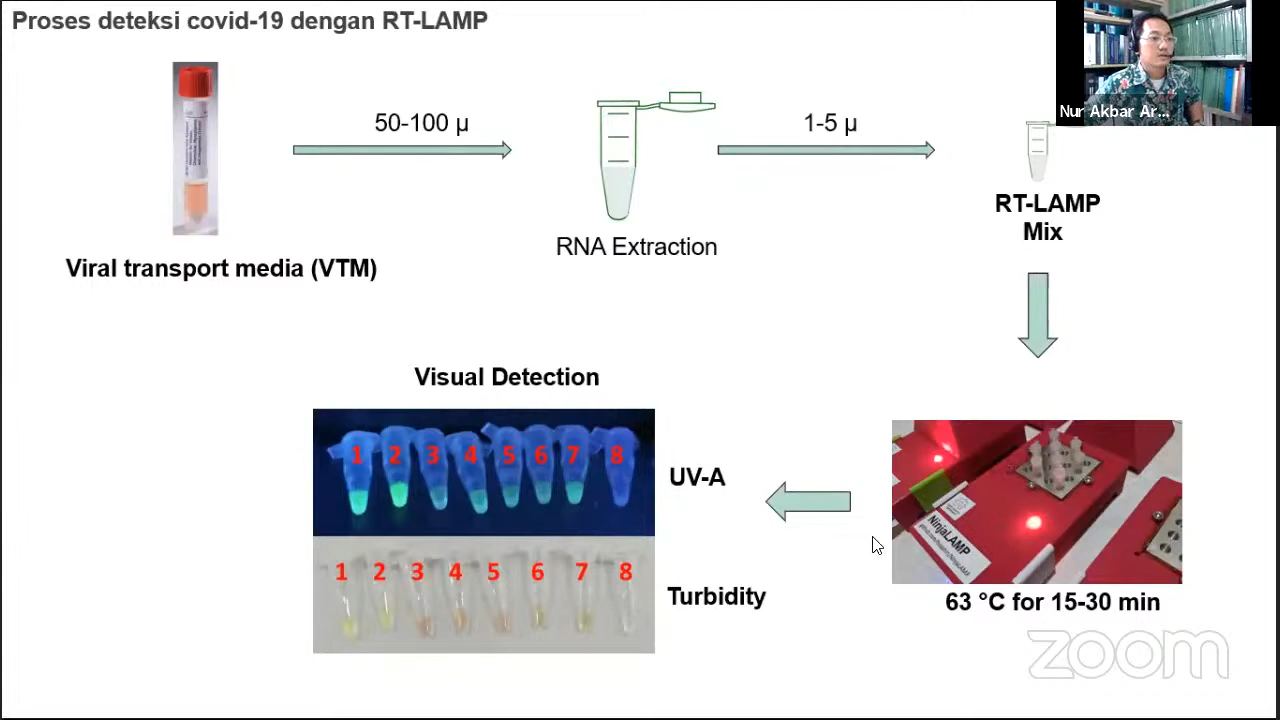 Proses deteksi covid-19 dengan RT-LAMP
Nur Akbar Ar...
50-100 µ
1-5 µ
RT-LAMP
Mix
RNA Extraction
Viral transport media (VTM)
Visual Detection
1 2 3 4 5 6 7 8
UV-A
NinjaLAMP
1 2 3 4 5 6 7 8
Turbidity
63 °C for 15-30 min
zoom